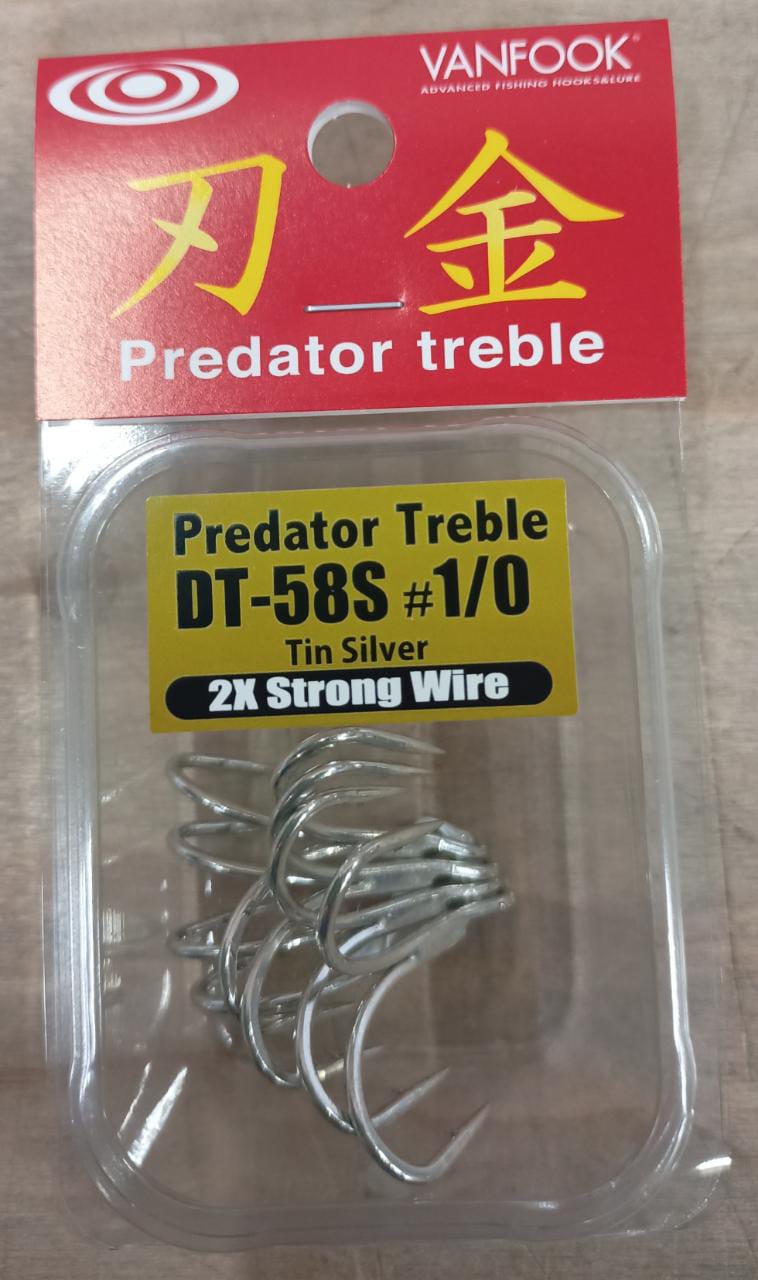 VANFOOK®
ADVANCED FISHING HOOKS&LURE
刃金
Predator treble
Predator Treble
DT-58S #1/0
Tin Silver
2X Strong Wire